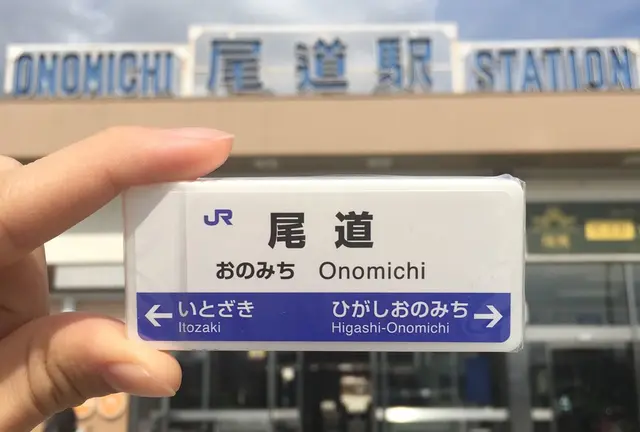 ONOMICHI 尾道駅 STATION
JR
尾道
おのみち Onomichi
← いとざき ひがしおのみち →
Itozaki Higashi-Onomichi